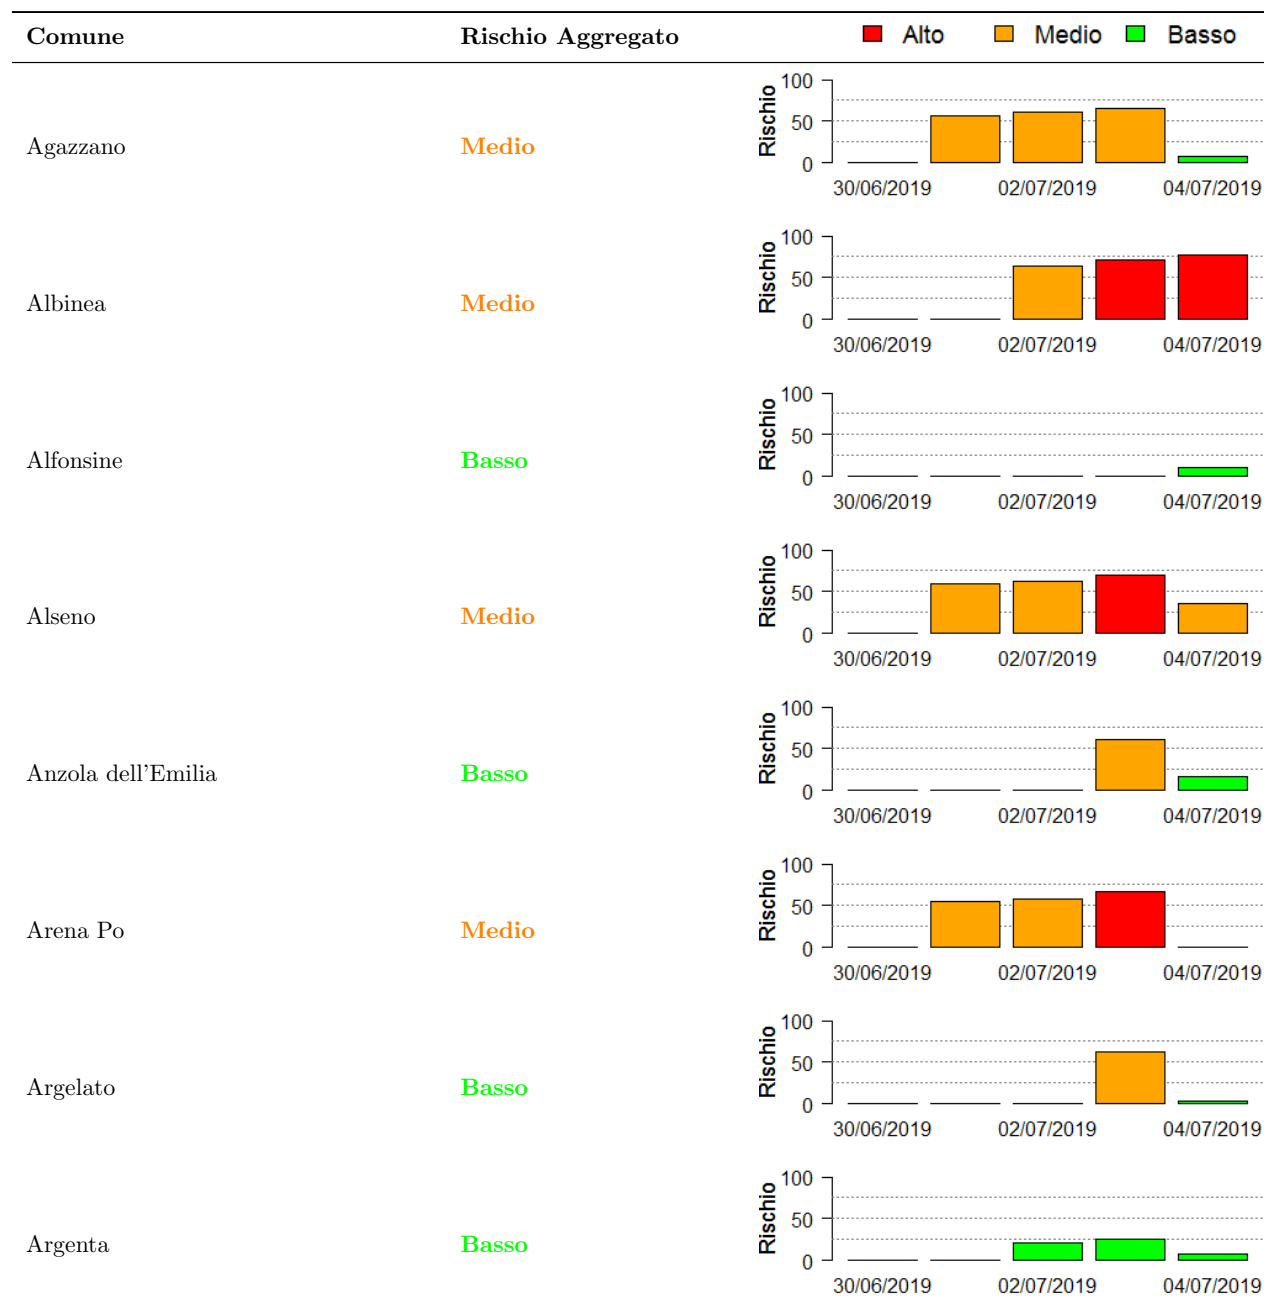 Comune Rischio Aggregato Alto Medio Basso
100
50
0
Rischio
Agazzano Medio
30/06/2019 02/07/2019 04/07/2019
100
50
0
Rischio
Albinea Medio
30/06/2019 02/07/2019 04/07/2019
100
50
0
Rischio
Alfonsine Basso
30/06/2019 02/07/2019 04/07/2019
100
50
0
Rischio
Alseno Medio
30/06/2019 02/07/2019 04/07/2019
100
50
0
Rischio
Anzola dell'Emilia Basso
30/06/2019 02/07/2019 04/07/2019
100
50
0
Rischio
Arena Po Medio
30/06/2019 02/07/2019 04/07/2019
100
50
0
Rischio
Argelato Basso
30/06/2019 02/07/2019 04/07/2019
100
50
0
Rischio
Argenta Basso
30/06/2019 02/07/2019 04/07/2019